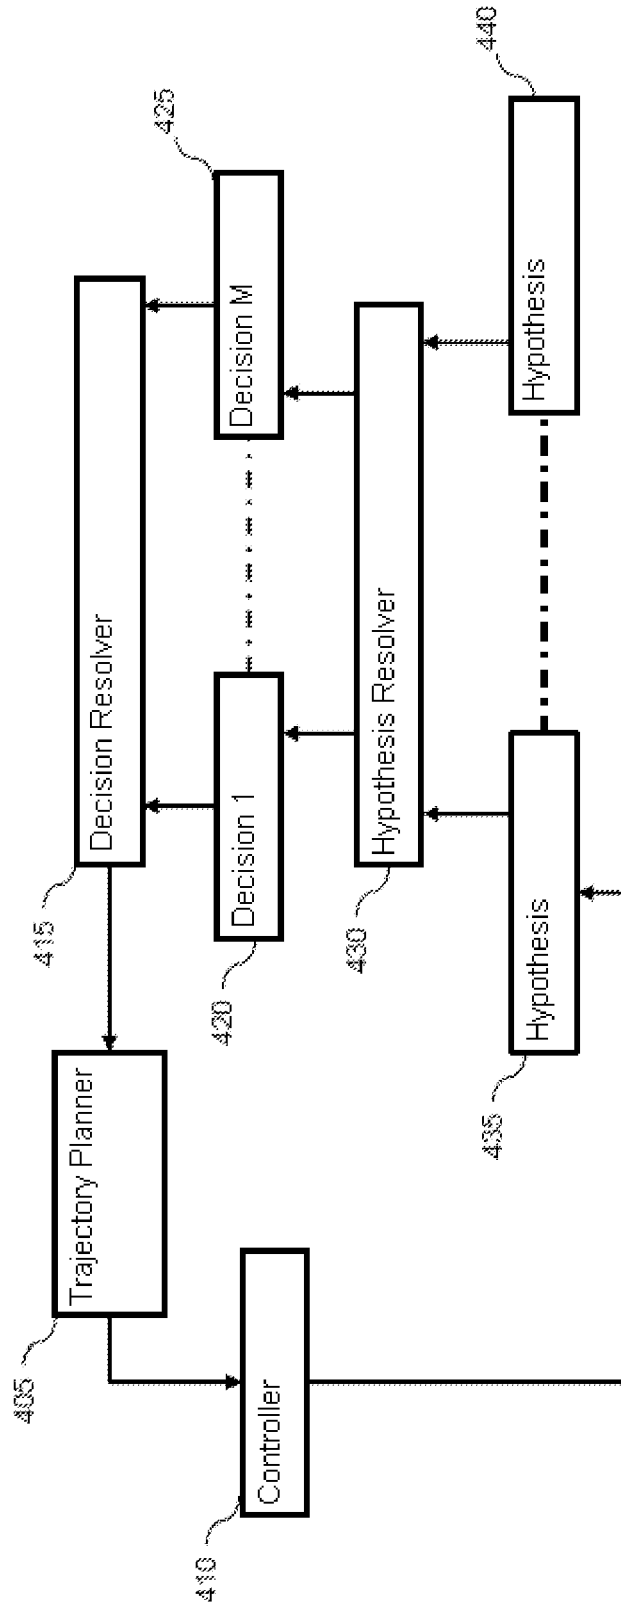 405
Trajectory Planner
410
Controller
415
Decision Resolver
420
Decision 1
425
Decision M
430
Hypothesis Resolver
435
Hypothesis
440
Hypothesis